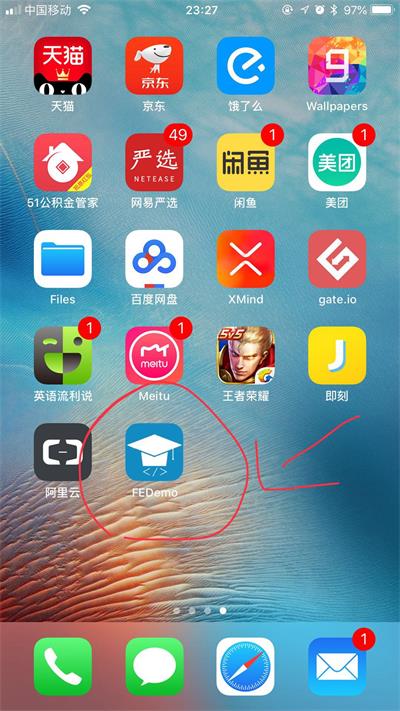 中国移动 23:27 97%
天猫
天猫
JD
京东
京东
饿了么
9
Wallpapers
51公积金管家
49
严选
NETEASE
网易严选
1
闲鱼
闲鱼
1
美团
美团
Files
百度网盘
XMind
gate.io
1
英语流利说
1
meitu
Meitu
5v5
王者荣耀
J
即刻
阿里云
</>
FEDemo
1